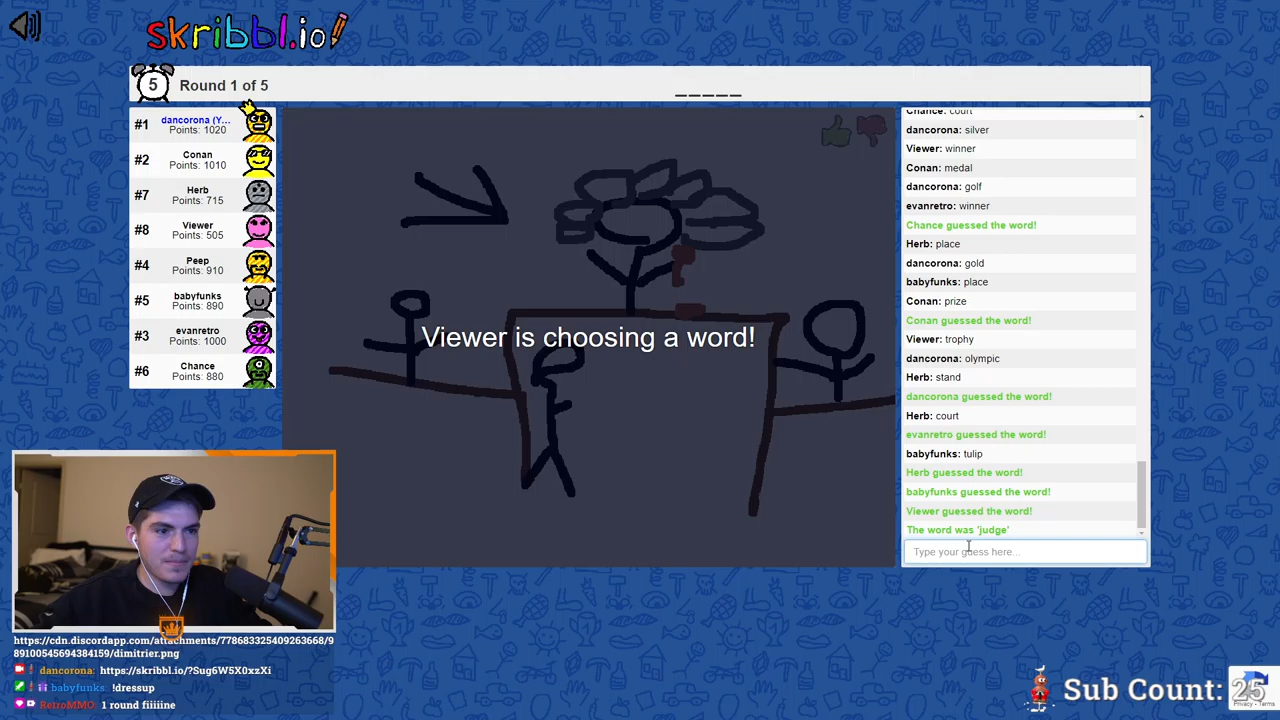 skribbl.io
5
Round 1 of 5
_ _ _ _ _
#1 dancorona (Y... Points: 1020
#2 Conan Points: 1010
#7 Herb Points: 715
#8 Viewer Points: 505
#4 Peep Points: 910
#5 babyfunks Points: 890
#3 evanretro Points: 1000
#6 Chance Points: 880
Viewer is choosing a word!
Chance: court
dancorona: silver
Viewer: winner
Conan: medal
dancorona: golf
evanretro: winner
Chance guessed the word!
Herb: place
dancorona: gold
babyfunks: place
Conan: prize
Conan guessed the word!
Viewer: trophy
dancorona: olympic
Herb: stand
dancorona guessed the word!
Herb: court
evanretro guessed the word!
babyfunks: tulip
Herb guessed the word!
babyfunks guessed the word!
Viewer guessed the word!
The word was 'judge'
Type your guess here...
https://cdn.discordapp.com/attachments/778683325409263668/9
89100545694384159/dimitrier.png
dancorona: https://skribbl.io/?Sug6W5X0xzXi
babyfunks: !dressup
RetroMMO: 1 round fiiiiine
Sub Count: 25
Privacy - Terms